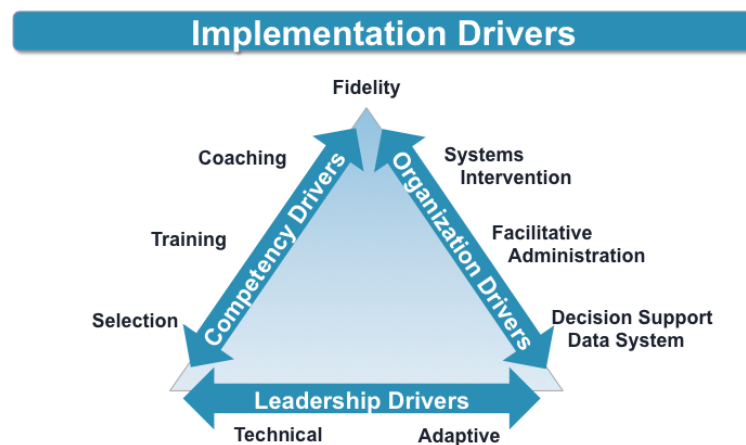 Implementation Drivers
Fidelity
Coaching
Training
Selection
Competency Drivers
Organization Drivers
Systems
Intervention
Facilitative
Administration
Decision Support
Data System
Leadership Drivers
Technical
Adaptive